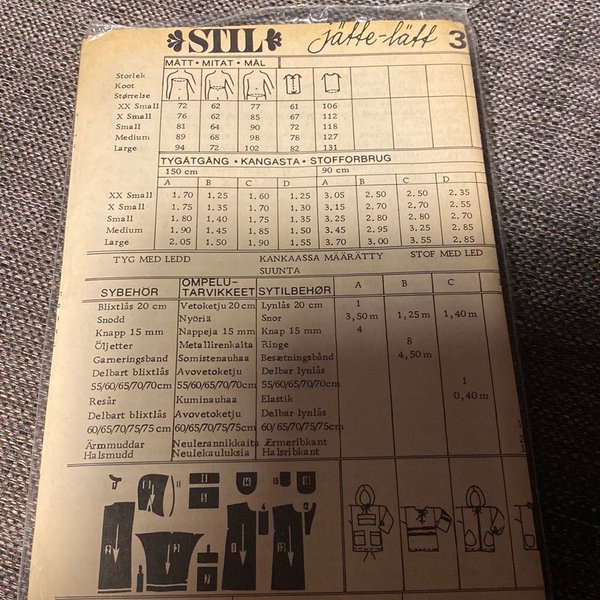 STIL jätte-lätt 3
MÅTT • MITAT • MÅL
Storlek
Koot
Størrelse
XX Small 72 62 77 61 106
X Small 76 62 85 67 112
Small 81 64 90 72 118
Medium 89 68 98 78 127
Large 94 72 102 82 131
TYGÅTGÅNG • KANGASTA • STOFFORBRUG
150 cm 90 cm
A B C D A B C D
XX Small 1.70 1.25 1.60 1.25 3.05 2.50 2.50 2.35
X Small 1.75 1.35 1.70 1.30 3.15 2.70 2.70 2.55
Small 1.80 1.40 1.75 1.35 3.25 2.80 2.80 2.70
Medium 1.90 1.45 1.85 1.50 3.45 2.95 3.25 2.85
Large 2.05 1.50 1.90 1.55 3.70 3.00 3.55 2.85
TYG MED LEDD KANKAASSA MÄÄRÄTTY STOF MED LED
SUUNTA
SYBEHÖR OMPELU- SYTILBEHØR A B C
TARVIKKEET
Blixtlås 20 cm Vetoketju 20 cm Lynlås 20 cm 1
Snodd Nyöriä Snor 3,50 m 1,25 m 1,40 m
Knapp 15 mm Nappeja 15 mm Knap 15 mm 4
Öljetter Metallirenkaita Ringe 8
Garneringsband Somistenauhaa Besætningsbånd 4,50 m
Delbart blixtlås Avovetoketju Delbar lynlås
55/60/65/70/70cm 55/60/65/70/70cm 55/60/65/70/70cm 1
Resår Kuminauhaa Elastik 0,40 m
Delbart blixtlås Avovetoketju Delbar lynlås
60/65/70/75/75 cm 60/65/70/75/75cm 60/65/70/75/75cm
Ärmmuddar Neulerannikkaita Ærmeribkant
Halsmudd Neulekauluksia Halsribkant